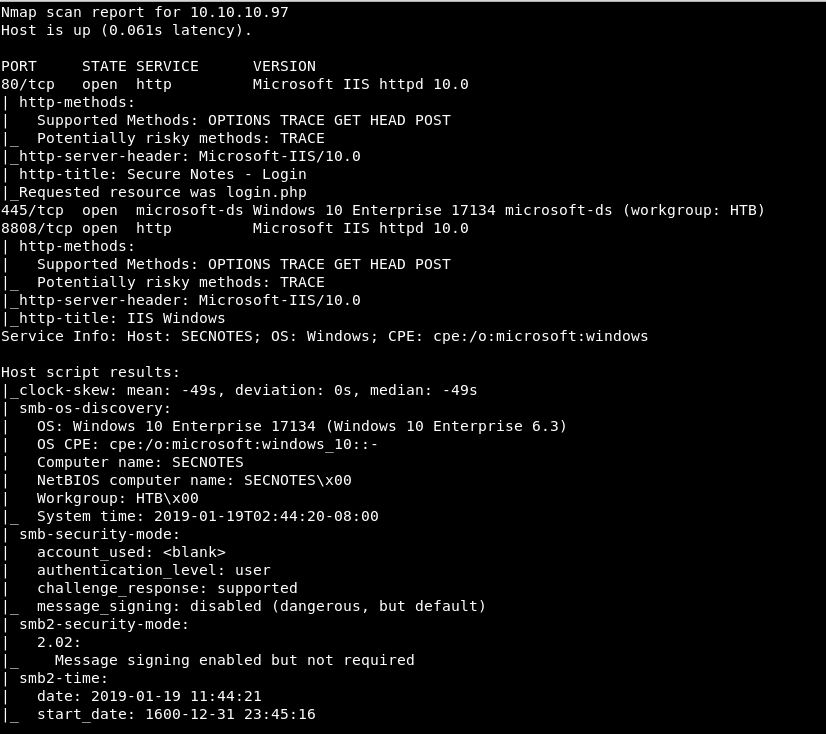 Nmap scan report for 10.10.10.97
Host is up (0.061s latency).
PORT     STATE SERVICE      VERSION
80/tcp   open  http         Microsoft IIS httpd 10.0
| http-methods:
|   Supported Methods: OPTIONS TRACE GET HEAD POST
|_  Potentially risky methods: TRACE
|_http-server-header: Microsoft-IIS/10.0
| http-title: Secure Notes - Login
|_Requested resource was login.php
445/tcp  open  microsoft-ds Windows 10 Enterprise 17134 microsoft-ds (workgroup: HTB)
8808/tcp open  http         Microsoft IIS httpd 10.0
| http-methods:
|   Supported Methods: OPTIONS TRACE GET HEAD POST
|_  Potentially risky methods: TRACE
|_http-server-header: Microsoft-IIS/10.0
|_http-title: IIS Windows
Service Info: Host: SECNOTES; OS: Windows; CPE: cpe:/o:microsoft:windows
Host script results:
|_clock-skew: mean: -49s, deviation: 0s, median: -49s
| smb-os-discovery:
|   OS: Windows 10 Enterprise 17134 (Windows 10 Enterprise 6.3)
|   OS CPE: cpe:/o:microsoft:windows_10::-
|   Computer name: SECNOTES
|   NetBIOS computer name: SECNOTES\x00
|   Workgroup: HTB\x00
|_  System time: 2019-01-19T02:44:20-08:00
| smb-security-mode:
|   account_used: <blank>
|   authentication_level: user
|   challenge_response: supported
|_  message_signing: disabled (dangerous, but default)
| smb2-security-mode:
|   2.02:
|_    Message signing enabled but not required
| smb2-time:
|   date: 2019-01-19 11:44:21
|_  start_date: 1600-12-31 23:45:16